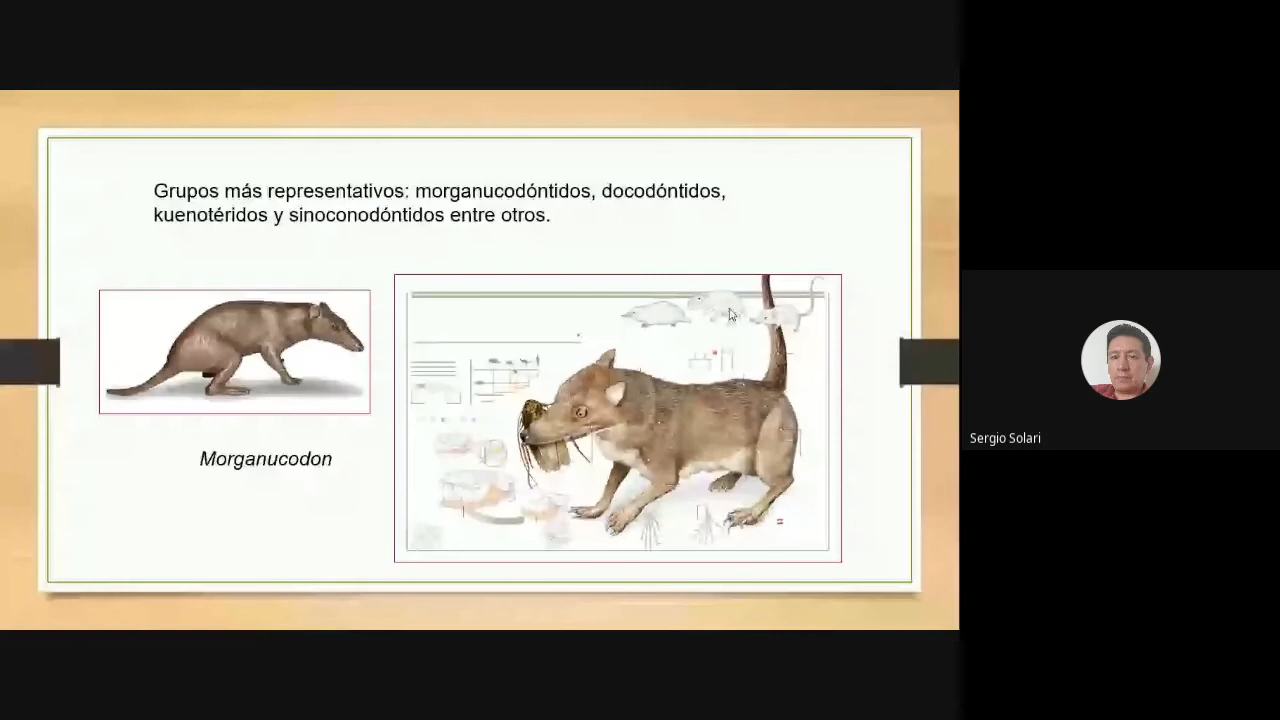 Grupos más representativos: morganucodóntidos, docodóntidos,
kuenotéridos y sinoconodóntidos entre otros.
Morganucodon
Sergio Solari